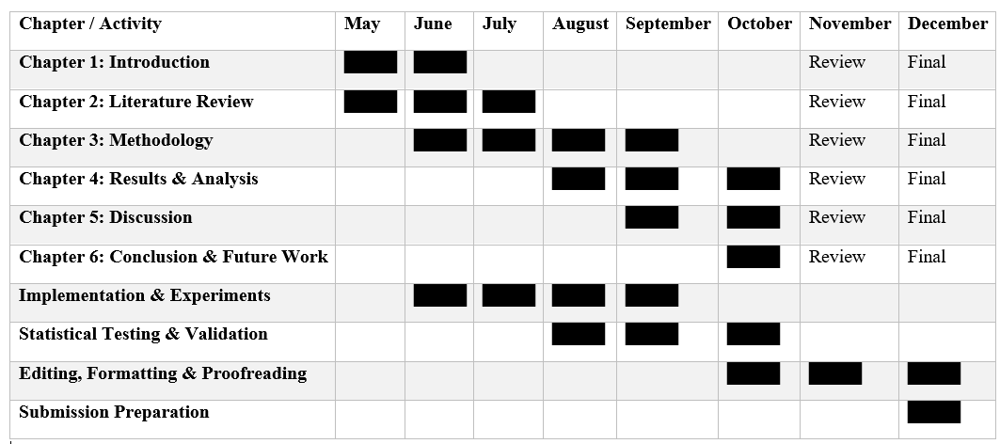 Chapter / Activity May June July August September October November December
Chapter 1: Introduction Review Final
Chapter 2: Literature Review Review Final
Chapter 3: Methodology Review Final
Chapter 4: Results & Analysis Review Final
Chapter 5: Discussion Review Final
Chapter 6: Conclusion & Future Work Review Final
Implementation & Experiments
Statistical Testing & Validation
Editing, Formatting & Proofreading
Submission Preparation